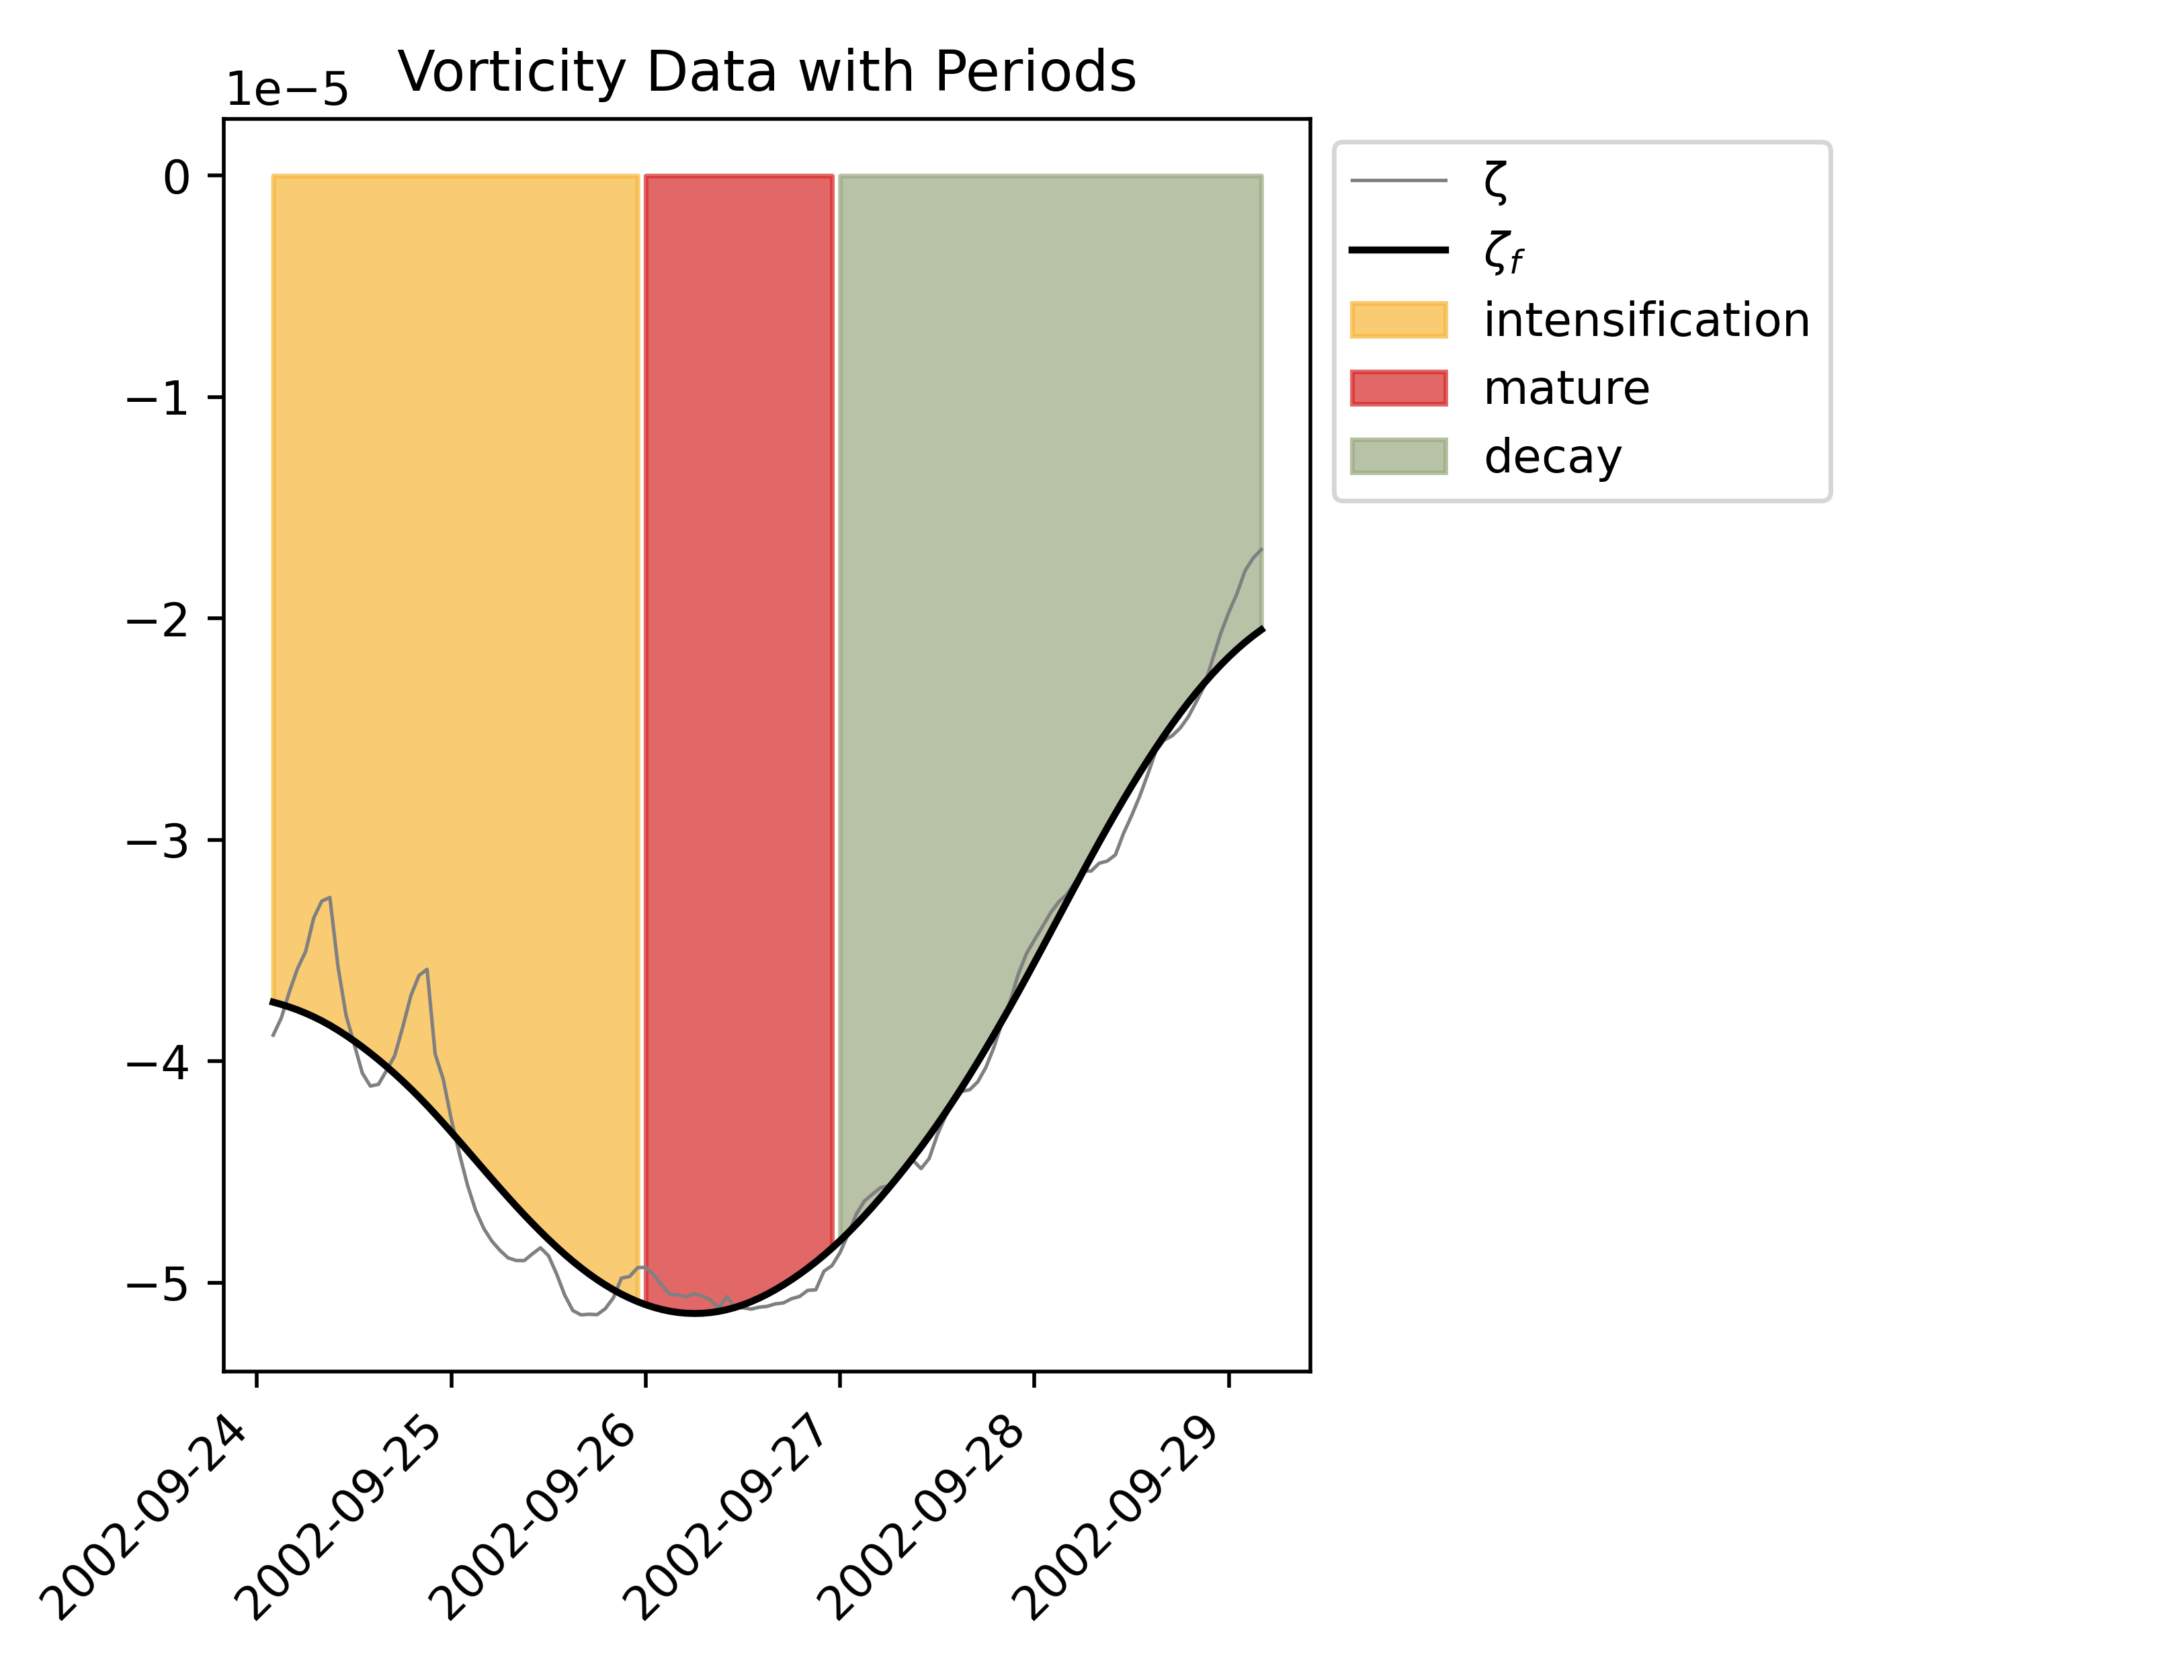 Vorticity Data with Periods
1e−5
0
−1
−2
−3
−4
−5
2002-09-24
2002-09-25
2002-09-26
2002-09-27
2002-09-28
2002-09-29
ζ
ζf
intensification
mature
decay